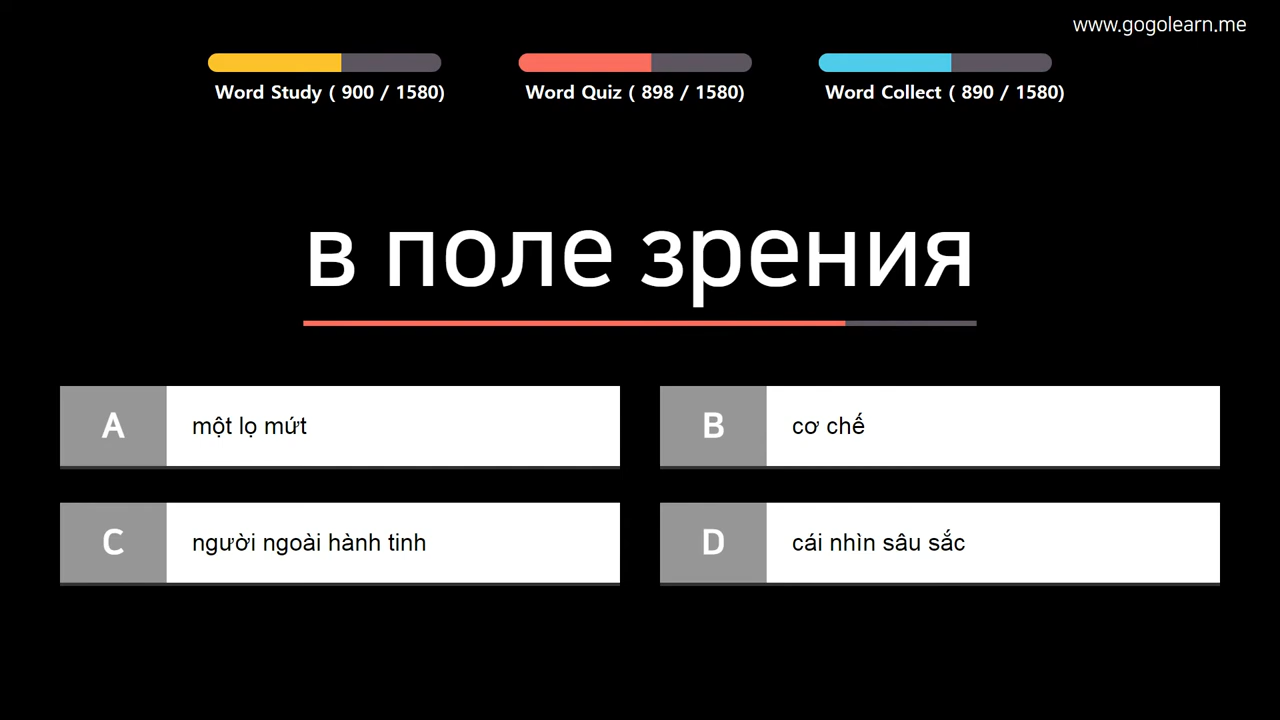 www.gogolearn.me
Word Study ( 900 / 1580)
Word Quiz ( 898 / 1580)
Word Collect ( 890 / 1580)
в поле зрения
A một lọ mứt
B cơ chế
C người ngoài hành tinh
D cái nhìn sâu sắc